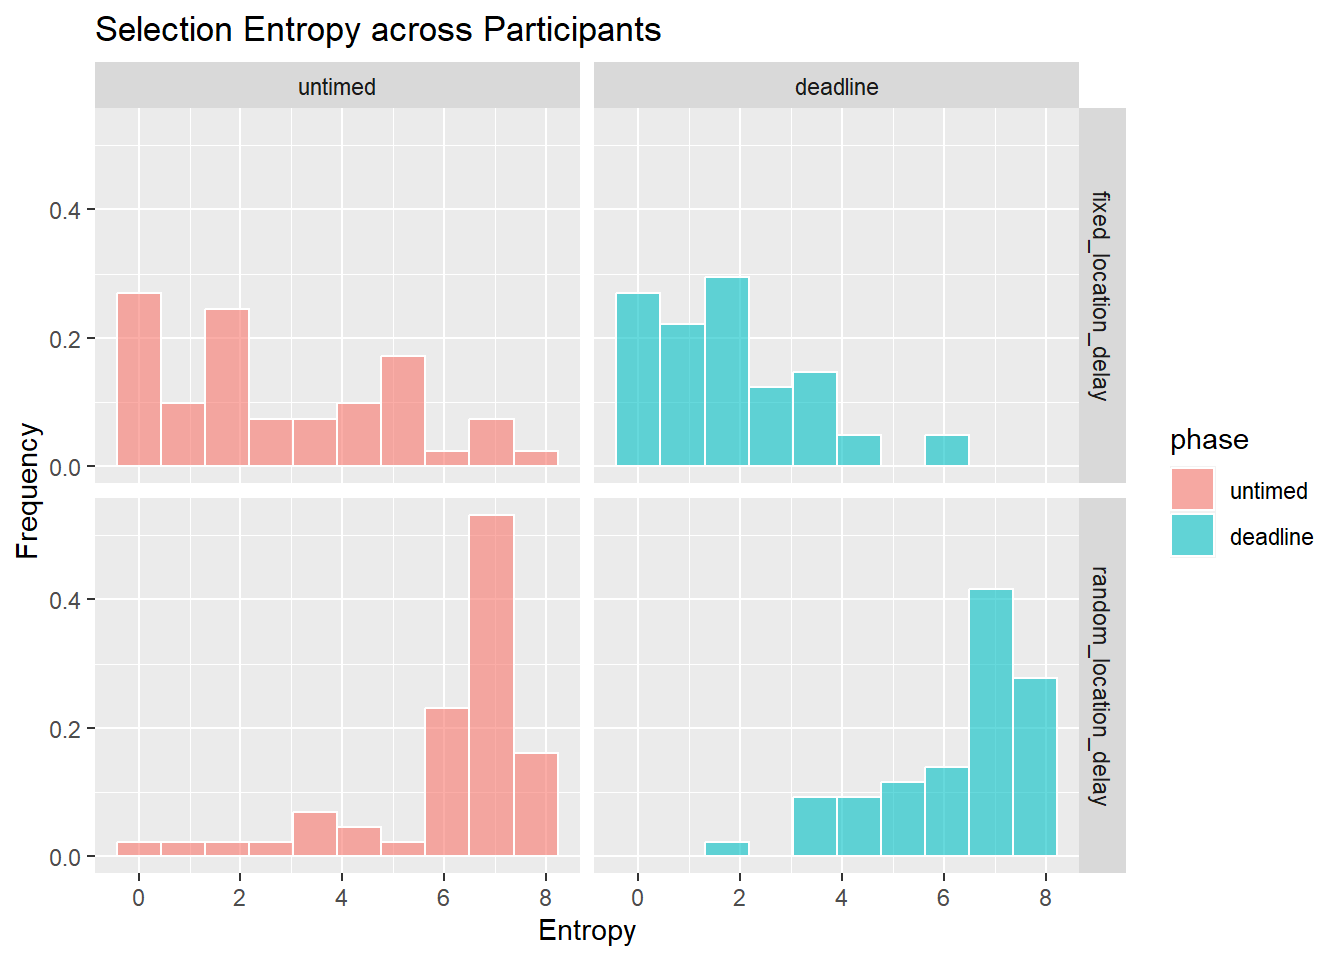 Selection Entropy across Participants
untimed
deadline
fixed_location_delay
random_location_delay
0.4
0.2
0.0
0.4
0.2
0.0
Frequency
0 2 4 6 8
0 2 4 6 8
Entropy
phase
untimed
deadline